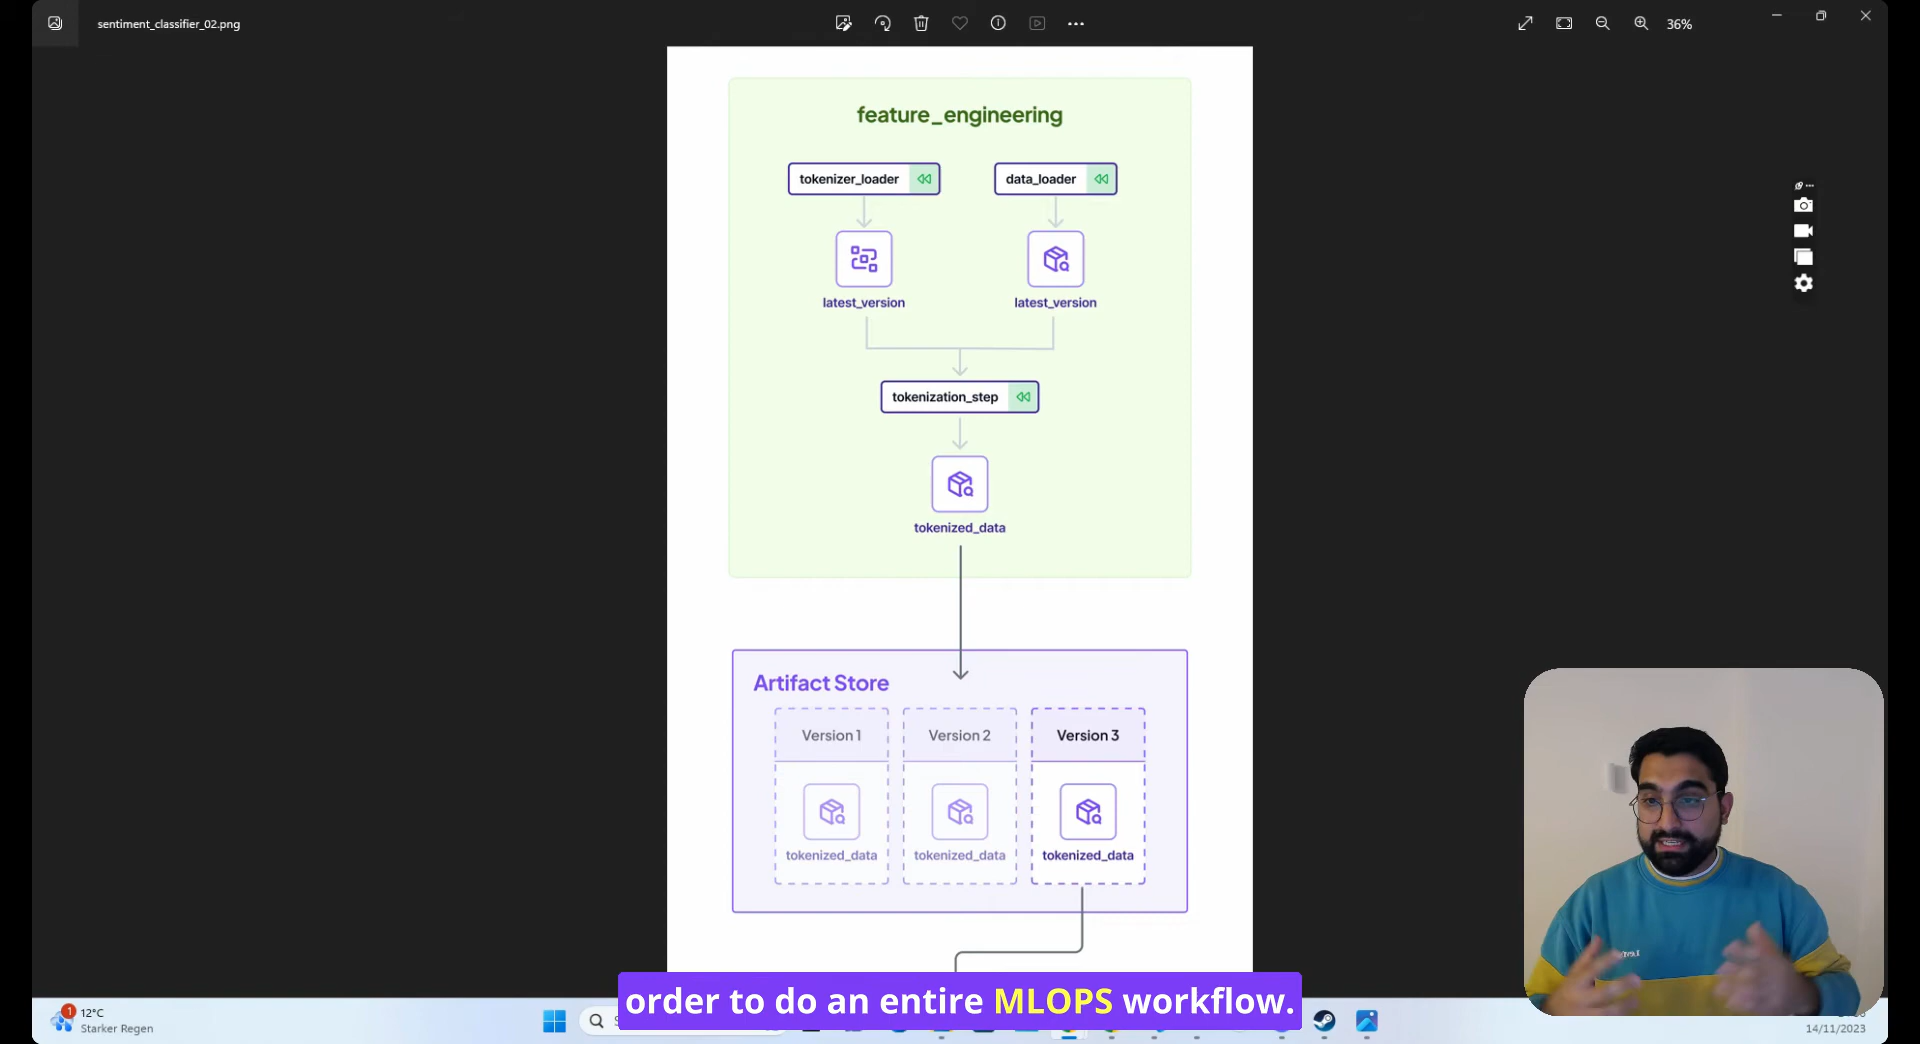 sentiment_classifier_02.png
36%
feature_engineering
tokenizer_loader
data_loader
latest_version
latest_version
tokenization_step
tokenized_data
Artifact Store
Version 1
Version 2
Version 3
tokenized_data
tokenized_data
tokenized_data
order to do an entire MLOPS workflow.
1
12°C
Starker Regen
14/11/2023